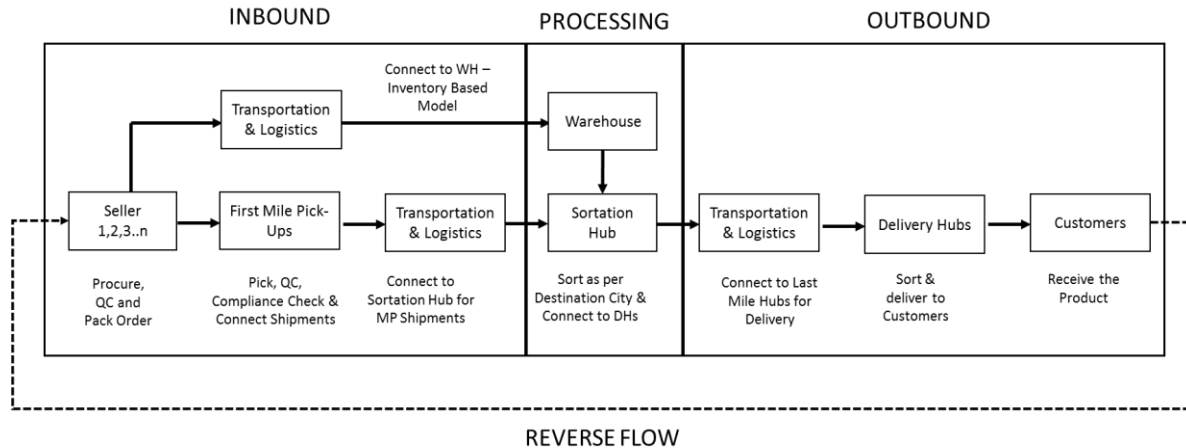 INBOUND
PROCESSING
OUTBOUND
Connect to WH –
Inventory Based
Model
Transportation
& Logistics
Warehouse
Seller
1,2,3..n
First Mile Pick-
Ups
Transportation
& Logistics
Sortation
Hub
Transportation
& Logistics
Delivery Hubs
Customers
Procure,
QC and
Pack Order
Pick, QC,
Compliance Check &
Connect Shipments
Connect to
Sortation Hub for
MP Shipments
Sort as per
Destination City &
Connect to DHs
Connect to Last
Mile Hubs for
Delivery
Sort &
deliver to
Customers
Receive the
Product
REVERSE FLOW